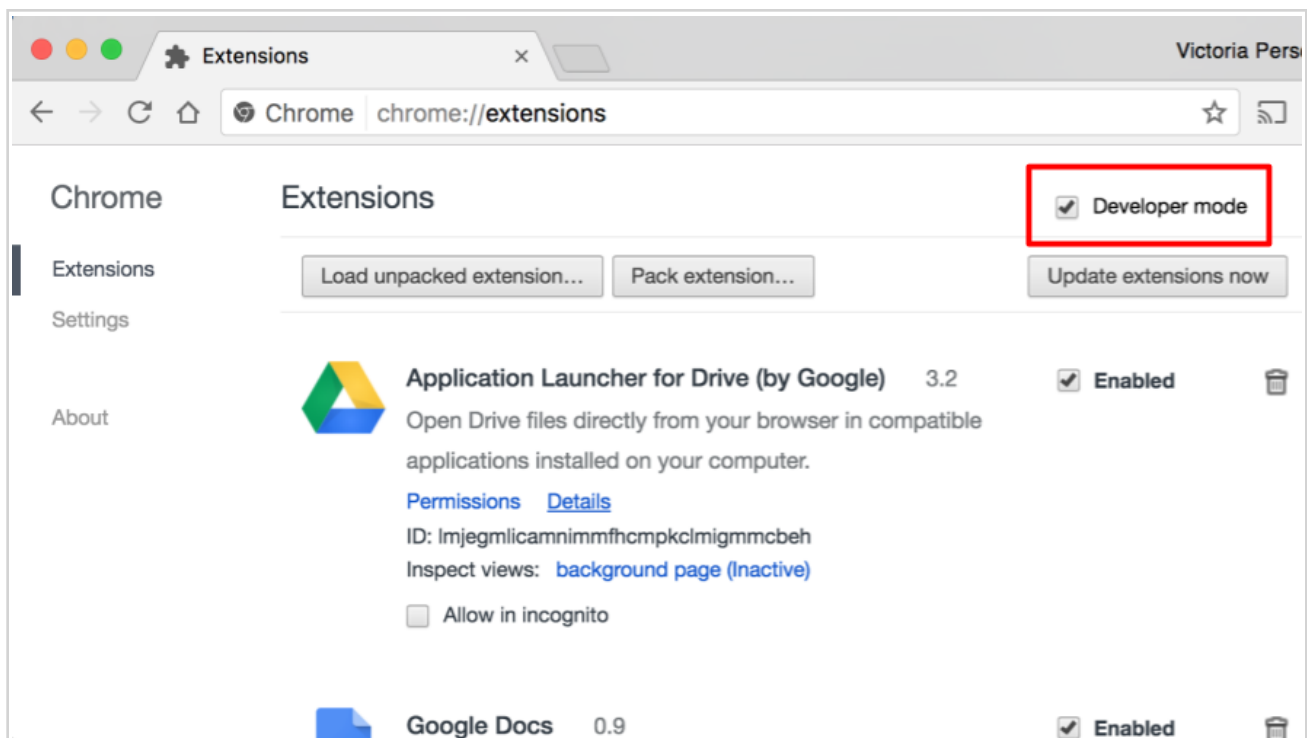 Extensions
Victoria Pers
Chrome chrome://extensions
Chrome
Extensions
Developer mode
Extensions
Load unpacked extension...
Pack extension...
Update extensions now
Settings
Application Launcher for Drive (by Google) 3.2
Enabled
About
Open Drive files directly from your browser in compatible
applications installed on your computer.
Permissions Details
ID: lmjegmlicamnimmfhcmpkclmigmmcbeh
Inspect views: background page (Inactive)
Allow in incognito
Google Docs 0.9
Enabled